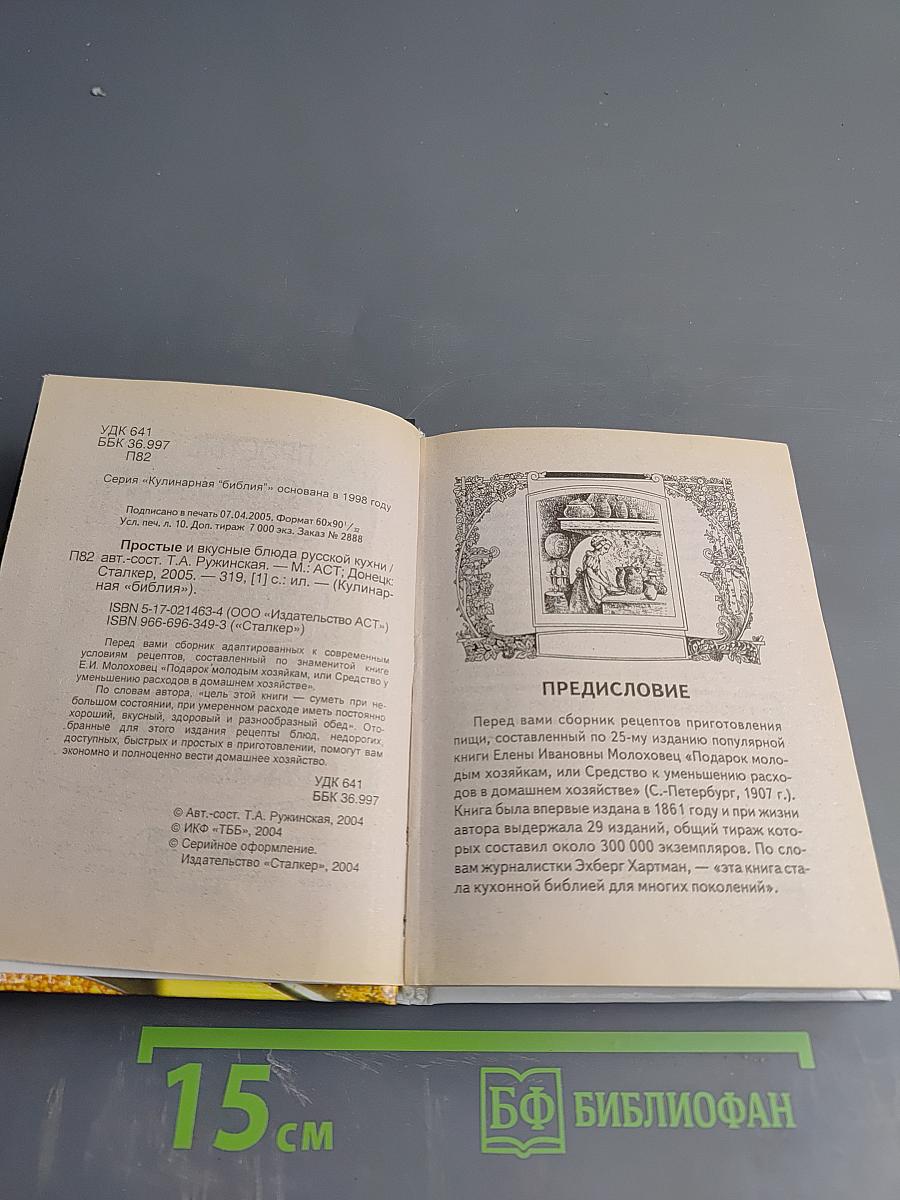 УДК 641
ББК 36.997
П82
Серия «Кулинарная "библия"» основана в 1998 году
Подписано в печать 07.04.2005. Формат 60х90 1/32
Усл. печ. л. 10. Доп. тираж 7 000 экз. Заказ № 2888
Простые и вкусные блюда русской кухни /
П82 авт.-сост. Т.А. Ружинская. — М.: АСТ; Донецк:
Сталкер, 2005. — 319, [1] с.: ил. — (Кулинар-
ная «библия»).
ISBN 5-17-021463-4 (ООО «Издательство АСТ»)
ISBN 966-696-349-3 («Сталкер»)
Перед вами сборник адаптированных к современным
условиям рецептов, составленный по знаменитой книге
Е.И. Молоховец «Подарок молодым хозяйкам, или Средство к
уменьшению расходов в домашнем хозяйстве».
По словам автора, «цель этой книги — суметь при не-
большом состоянии, при умеренном расходе иметь постоянно
хороший, вкусный, здоровый и разнообразный обед». Ото-
бранные для этого издания рецепты блюд, недорогих,
доступных, быстрых и простых в приготовлении, помогут вам
экономно и полноценно вести домашнее хозяйство.
УДК 641
ББК 36.997
© Авт.-сост. Т.А. Ружинская, 2004
© ИКФ «ТББ», 2004
© Серийное оформление.
Издательство «Сталкер», 2004
ПРЕДИСЛОВИЕ
Перед вами сборник рецептов приготовления
пищи, составленный по 25-му изданию популярной
книги Елены Ивановны Молоховец «Подарок моло-
дым хозяйкам, или Средство к уменьшению расхо-
дов в домашнем хозяйстве» (С.-Петербург, 1907 г.).
Книга была впервые издана в 1861 году и при жизни
автора выдержала 29 изданий, общий тираж кото-
рых составил около 300 000 экземпляров. По сло-
вам журналистки Эхберг Хартман, — «эта книга ста-
ла кухонной библией для многих поколений».
15 см
БФ БИБЛИОФАН